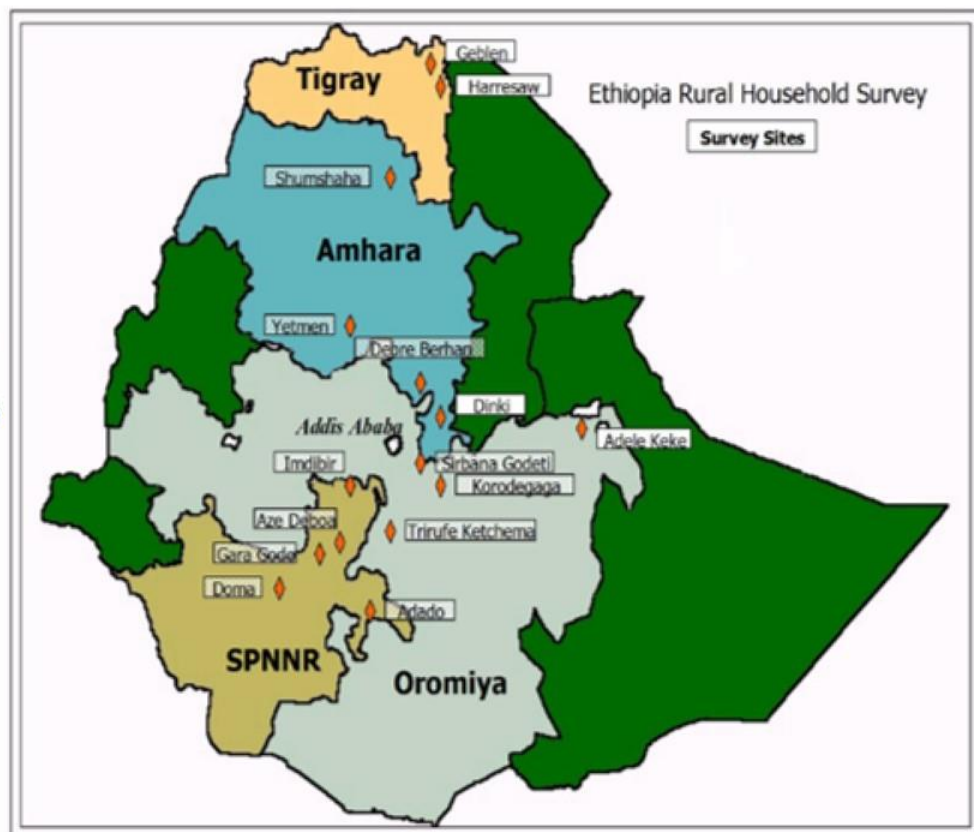 Geblen
Tigray
Harresaw
Ethiopia Rural Household Survey
Survey Sites
Shumshaha
Amhara
Yetmen
Debre Berhan
Dinki
Addis Ababa
Adele Keke
Imdibir
Sirbana Godeti
Korodegaga
Aze Deboa
Trirufe Ketchema
Gara Godo
Doma
Adado
SPNNR
Oromiya